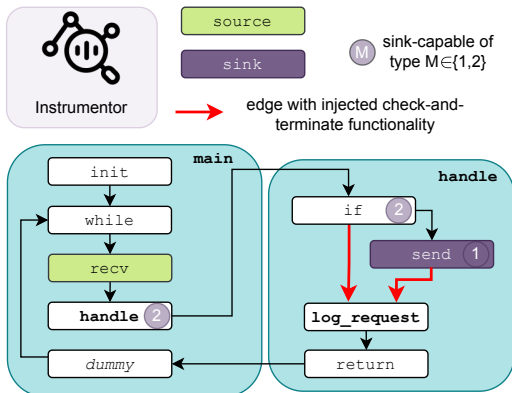 Instrumentor
source
sink
M
sink-capable of
type M∈{1,2}
edge with injected check-and-
terminate functionality
main
init
while
recv
handle 2
dummy
handle
if 2
send 1
log_request
return